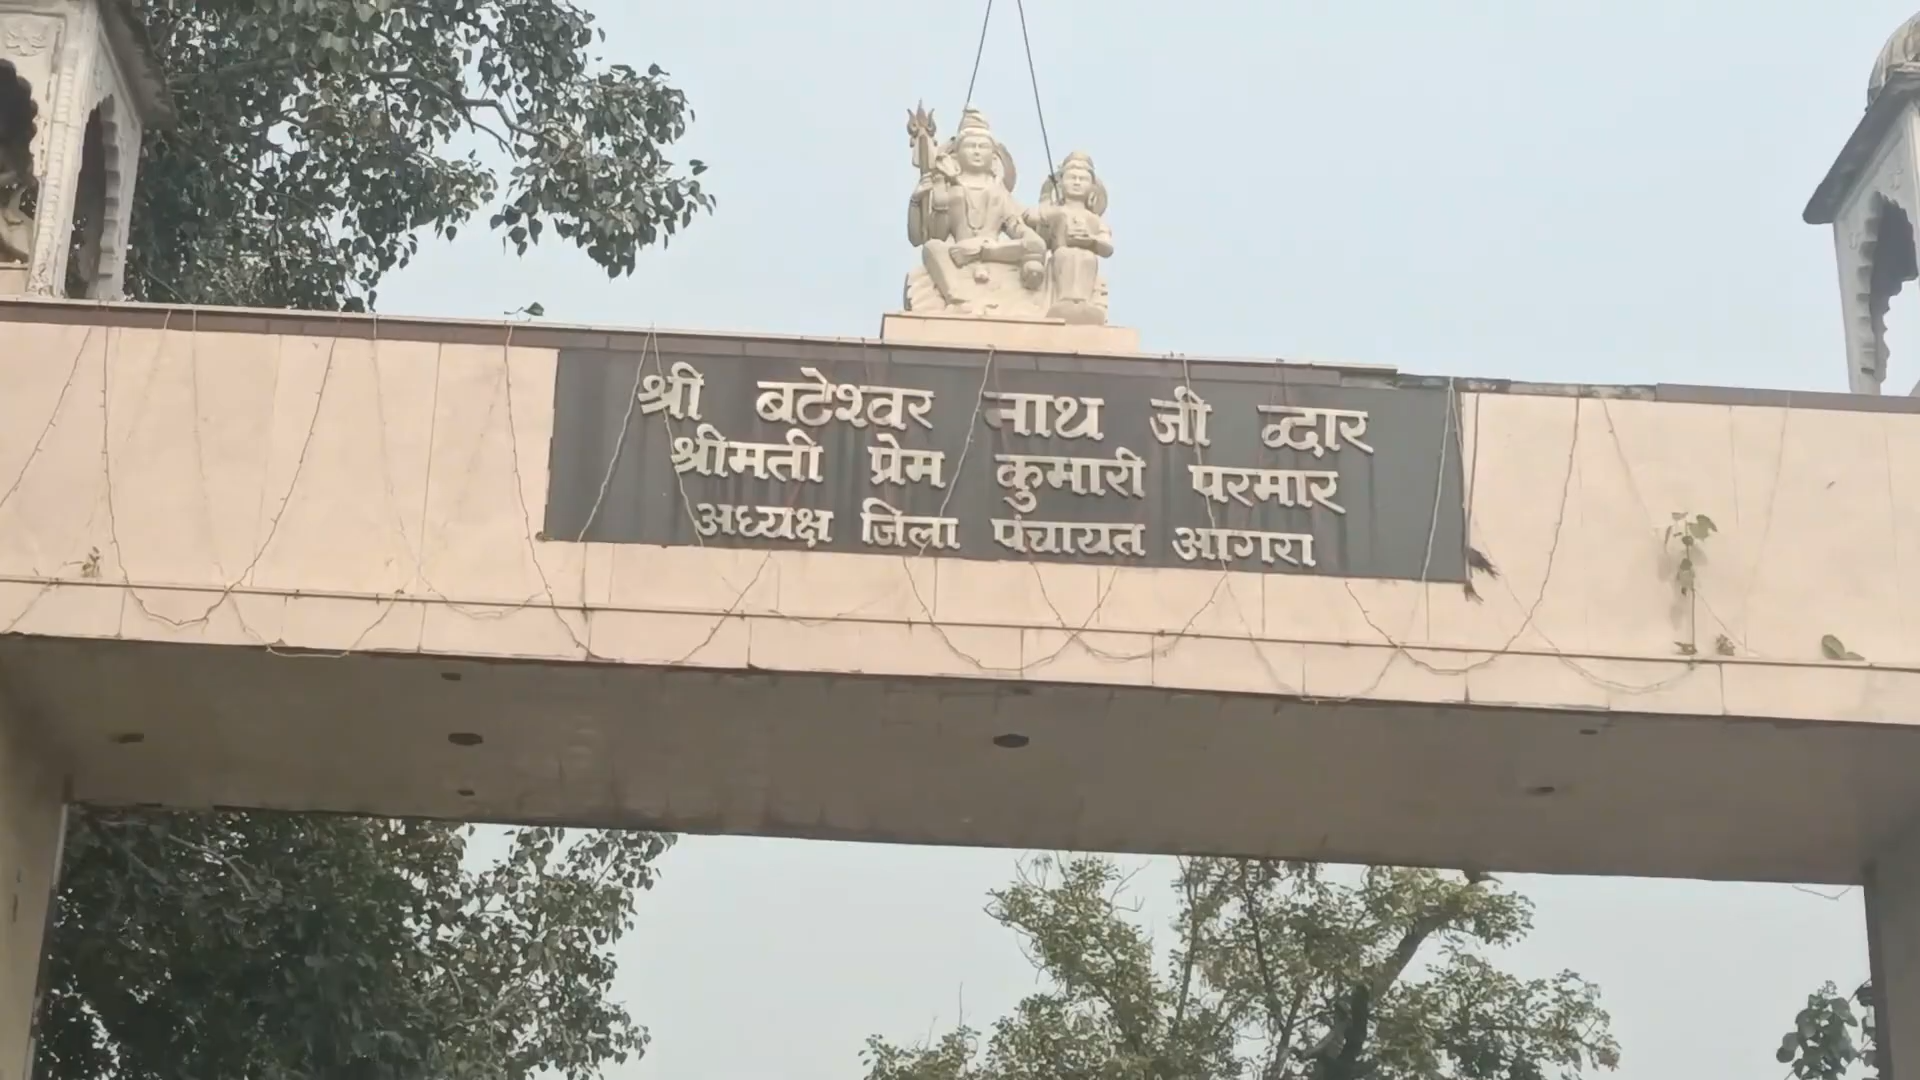 श्री बटेश्वर नाथ जी व्दार
श्रीमती प्रेम कुमारी परमार
अध्यक्ष जिला पंचायत आगरा